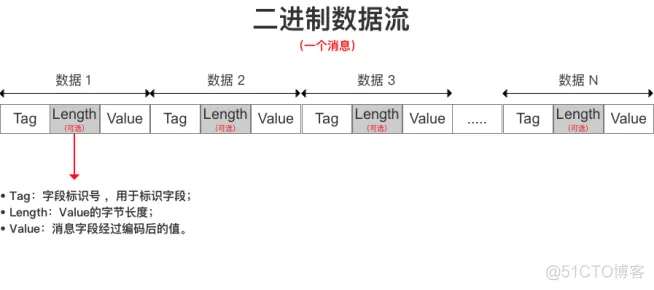 二进制数据流
（一个消息）
数据 1 数据 2 数据 3 数据 N
Tag Length Value Tag Length Value Tag Length Value ..... Tag Length Value
(可选) (可选) (可选) (可选)
• Tag：字段标识号，用于标识字段；
• Length：Value的字节长度；
• Value：消息字段经过编码后的值。
@51CTO博客